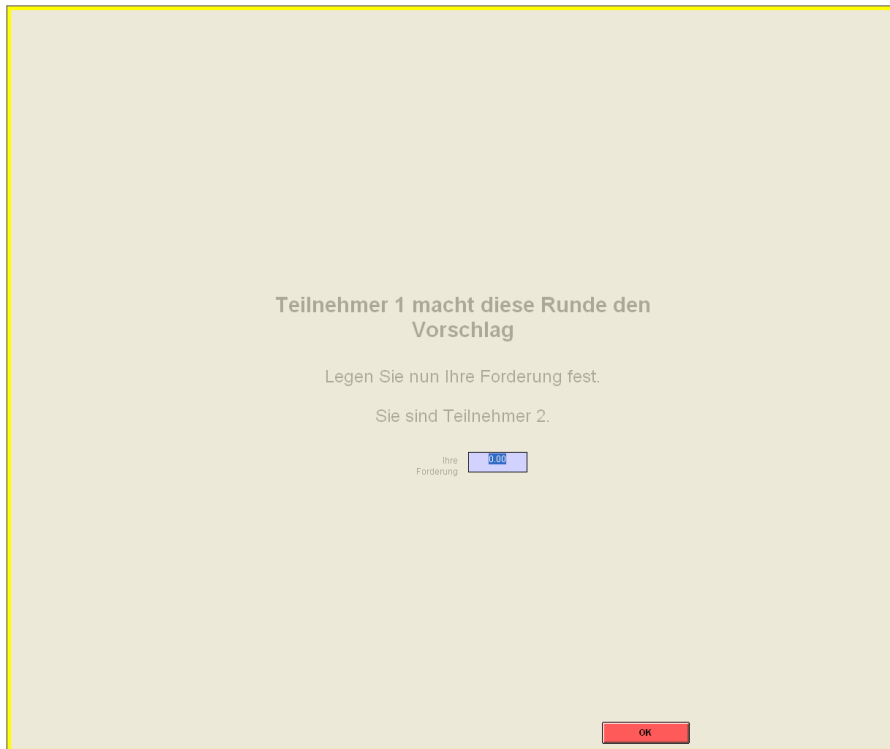 Teilnehmer 1 macht diese Runde den
Vorschlag
Legen Sie nun Ihre Forderung fest.
Sie sind Teilnehmer 2.
Ihre
Forderung
0.00
OK